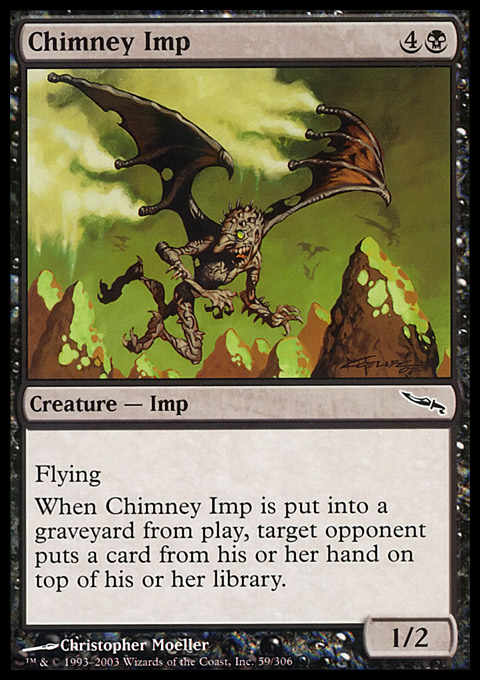 Chimney Imp 4
Creature — Imp
Flying
When Chimney Imp is put into a
graveyard from play, target opponent
puts a card from his or her hand on
top of his or her library.
1/2
Christopher Moeller
™ & © 1993–2003 Wizards of the Coast, Inc. 59/306